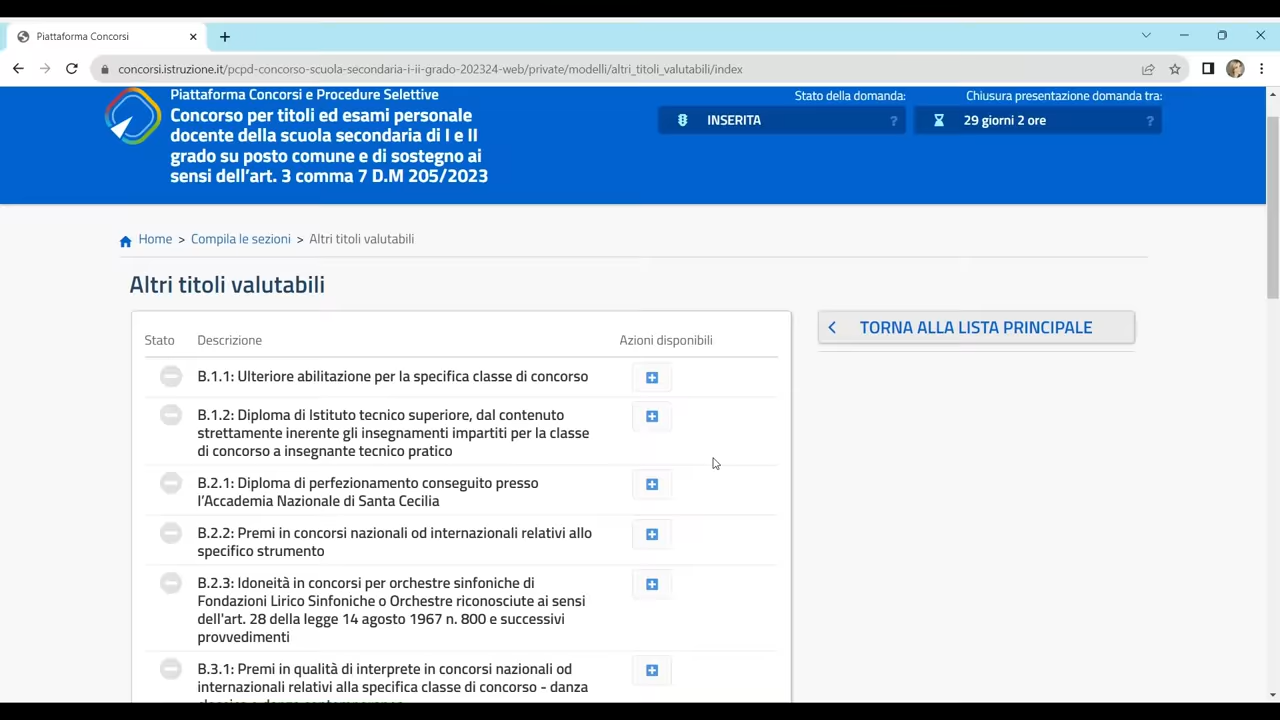 Piattaforma Concorsi
concorsi.istruzione.it/pcpd-concorso-scuola-secondaria-i-ii-grado-202324-web/private/modelli/altri_titoli_valutabili/index
Piattaforma Concorsi e Procedure Selettive
Concorso per titoli ed esami personale
docente della scuola secondaria di I e II
grado su posto comune e di sostegno ai
sensi dell'art. 3 comma 7 D.M 205/2023
Stato della domanda:
INSERITA ?
Chiusura presentazione domanda tra:
29 giorni 2 ore ?
Home > Compila le sezioni > Altri titoli valutabili
Altri titoli valutabili
TORNA ALLA LISTA PRINCIPALE
Stato Descrizione Azioni disponibili
B.1.1: Ulteriore abilitazione per la specifica classe di concorso
B.1.2: Diploma di Istituto tecnico superiore, dal contenuto
strettamente inerente gli insegnamenti impartiti per la classe
di concorso a insegnante tecnico pratico
B.2.1: Diploma di perfezionamento conseguito presso
l'Accademia Nazionale di Santa Cecilia
B.2.2: Premi in concorsi nazionali od internazionali relativi allo
specifico strumento
B.2.3: Idoneità in concorsi per orchestre sinfoniche di
Fondazioni Lirico Sinfoniche o Orchestre riconosciute ai sensi
dell'art. 28 della legge 14 agosto 1967 n. 800 e successivi
provvedimenti
B.3.1: Premi in qualità di interprete in concorsi nazionali od
internazionali relativi alla specifica classe di concorso - danza